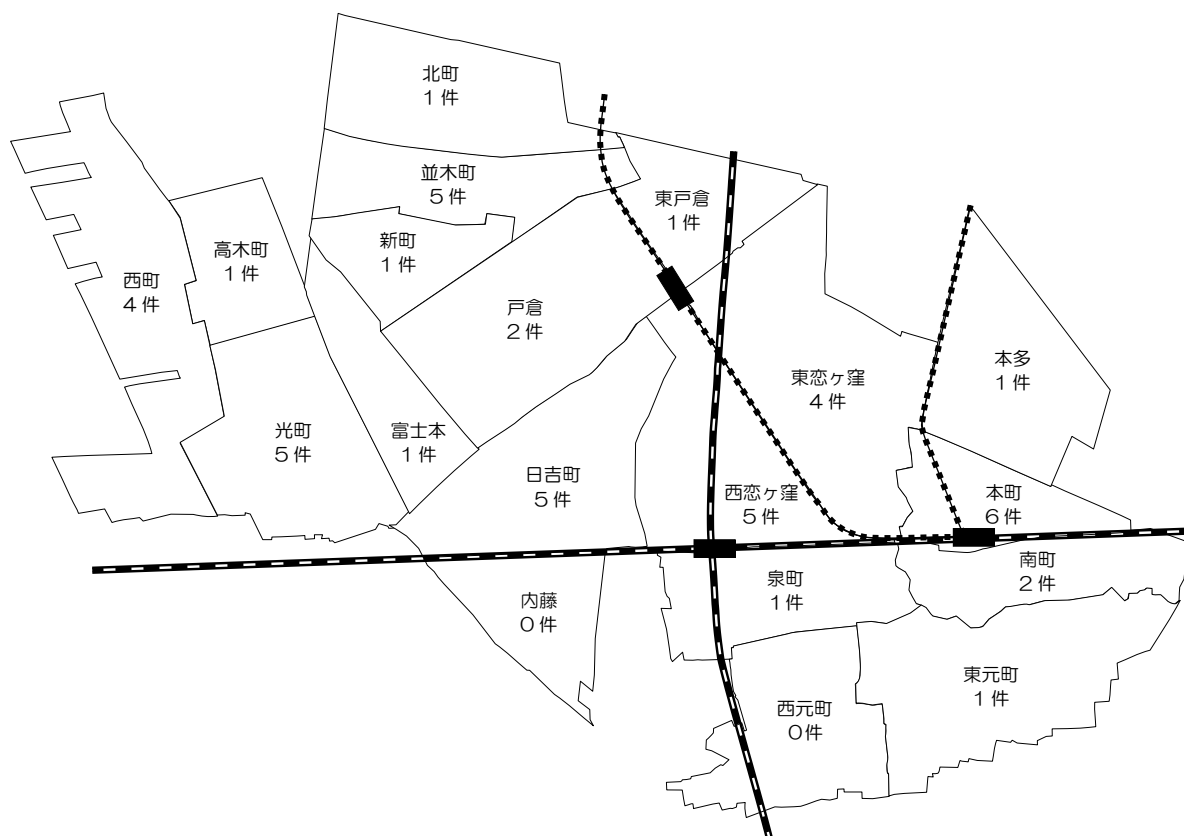 北町
１件
並木町
５件
東戸倉
１件
新町
１件
高木町
１件
西町
４件
戸倉
２件
本多
１件
東恋ヶ窪
４件
光町
５件
富士本
１件
日吉町
５件
西恋ヶ窪
５件
本町
６件
南町
２件
泉町
１件
内藤
０件
東元町
１件
西元町
０件